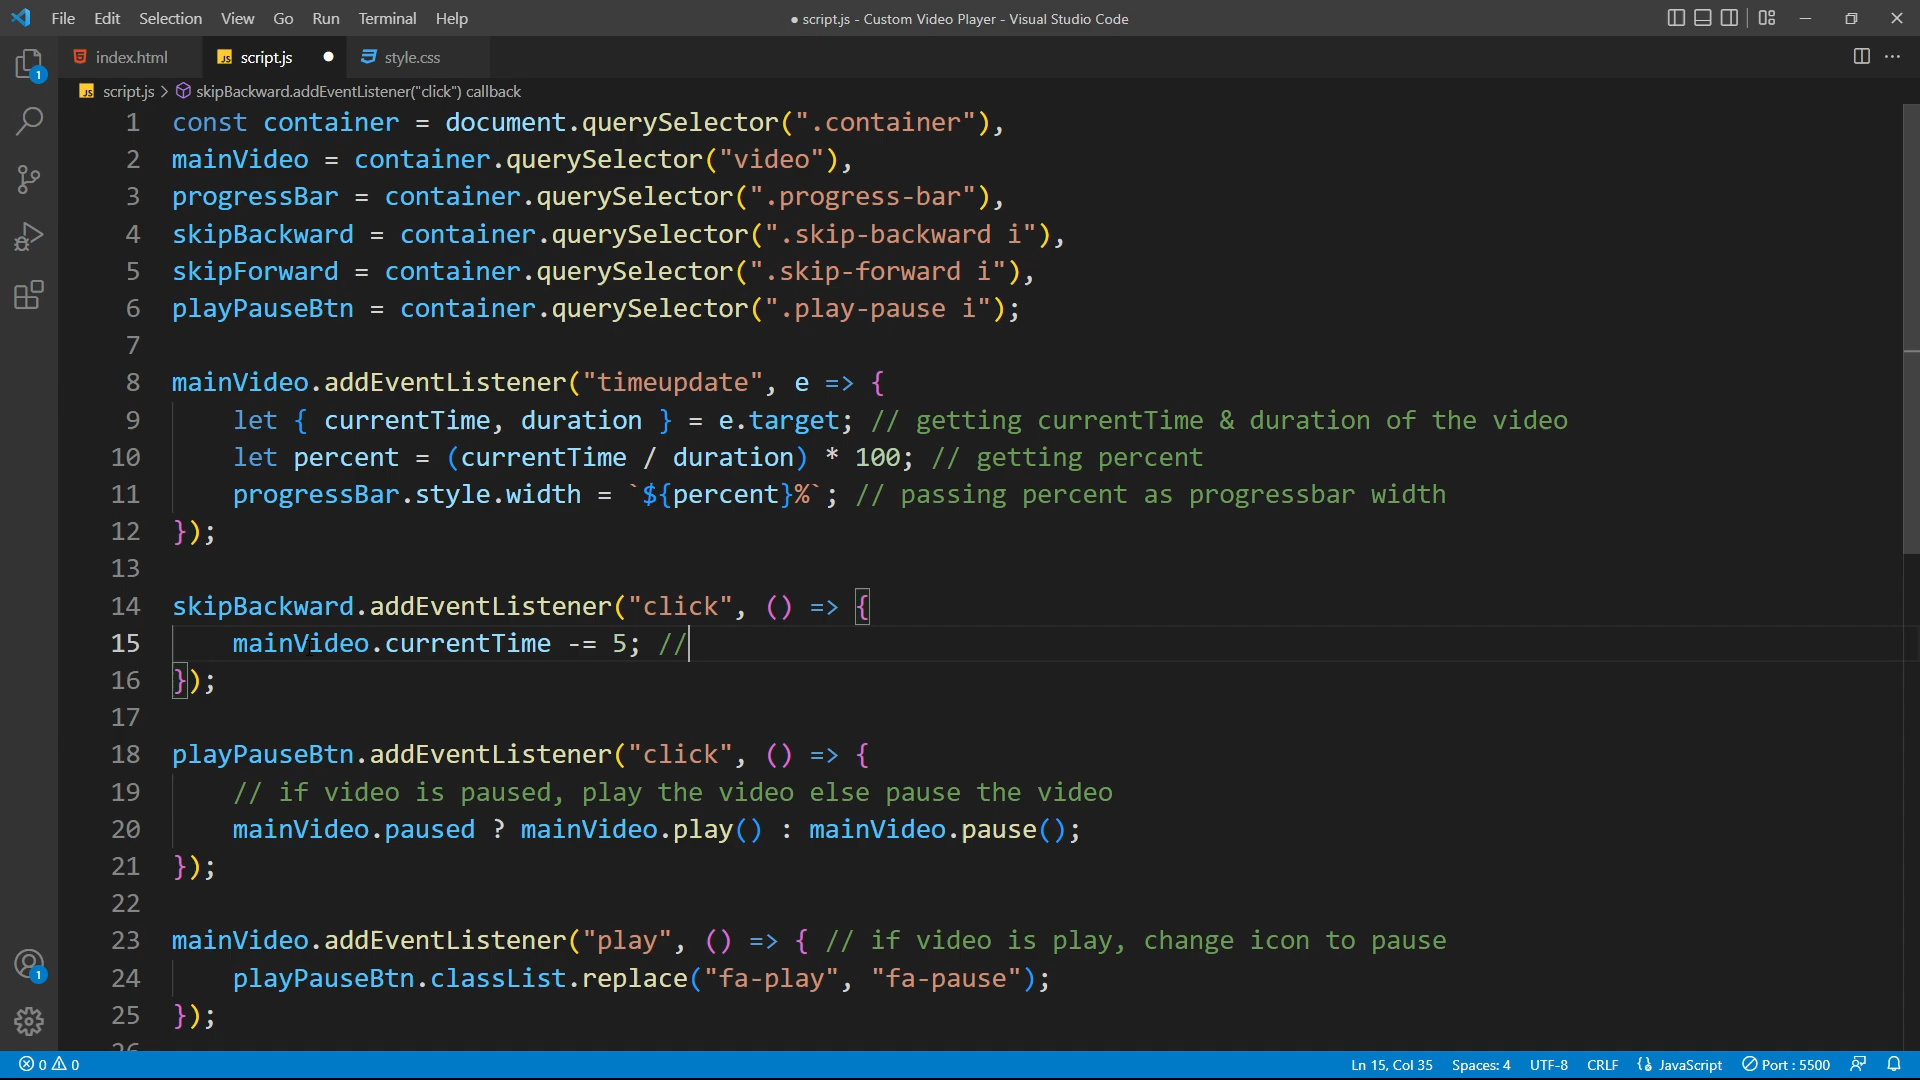 File Edit Selection View Go Run Terminal Help ● script.js - Custom Video Player - Visual Studio Code
index.html JS script.js ● style.css
JS script.js > skipBackward.addEventListener("click") callback
1 const container = document.querySelector(".container"),
2 mainVideo = container.querySelector("video"),
3 progressBar = container.querySelector(".progress-bar"),
4 skipBackward = container.querySelector(".skip-backward i"),
5 skipForward = container.querySelector(".skip-forward i"),
6 playPauseBtn = container.querySelector(".play-pause i");
7
8 mainVideo.addEventListener("timeupdate", e => {
9 let { currentTime, duration } = e.target; // getting currentTime & duration of the video
10 let percent = (currentTime / duration) * 100; // getting percent
11 progressBar.style.width = `${percent}%`; // passing percent as progressbar width
12 });
13
14 skipBackward.addEventListener("click", () => {
15 mainVideo.currentTime -= 5; //
16 });
17
18 playPauseBtn.addEventListener("click", () => {
19 // if video is paused, play the video else pause the video
20 mainVideo.paused ? mainVideo.play() : mainVideo.pause();
21 });
22
23 mainVideo.addEventListener("play", () => { // if video is play, change icon to pause
24 playPauseBtn.classList.replace("fa-play", "fa-pause");
25 });
26
1
1
0 0 Ln 15, Col 35 Spaces: 4 UTF-8 CRLF {} JavaScript Port : 5500